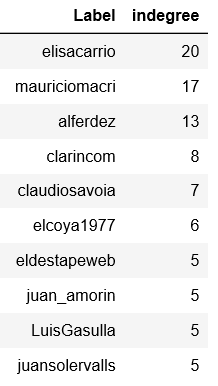 Label indegree
elisacarrio 20
mauriciomacri 17
alferdez 13
clarincom 8
claudiosavoia 7
elcoya1977 6
eldestapeweb 5
juan_amorin 5
LuisGasulla 5
juansolervalls 5